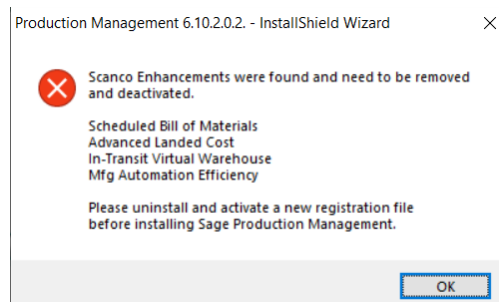 Production Management 6.10.2.0.2. - InstallShield Wizard
Scanco Enhancements were found and need to be removed
and deactivated.
Scheduled Bill of Materials
Advanced Landed Cost
In-Transit Virtual Warehouse
Mfg Automation Efficiency
Please uninstall and activate a new registration file
before installing Sage Production Management.
OK